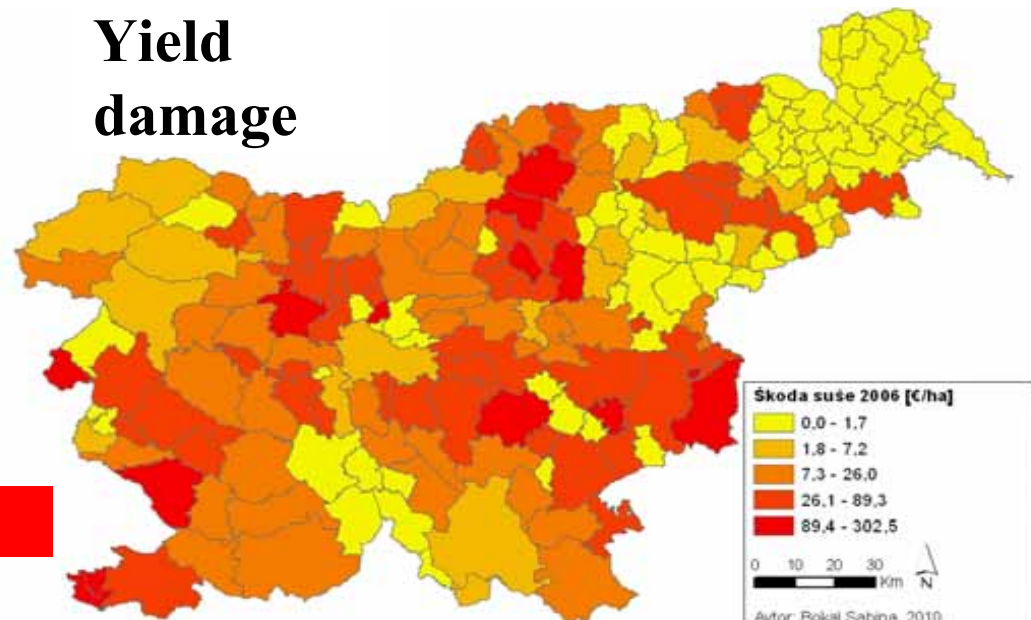 Yield
damage
Škoda suše 2006 [€/ha]
0,0 - 1,7
1,8 - 7,2
7,3 - 26,0
26,1 - 89,3
89,4 - 302,5
0 10 20 30
Km
N
Avtor: Bokal Sabina, 2010